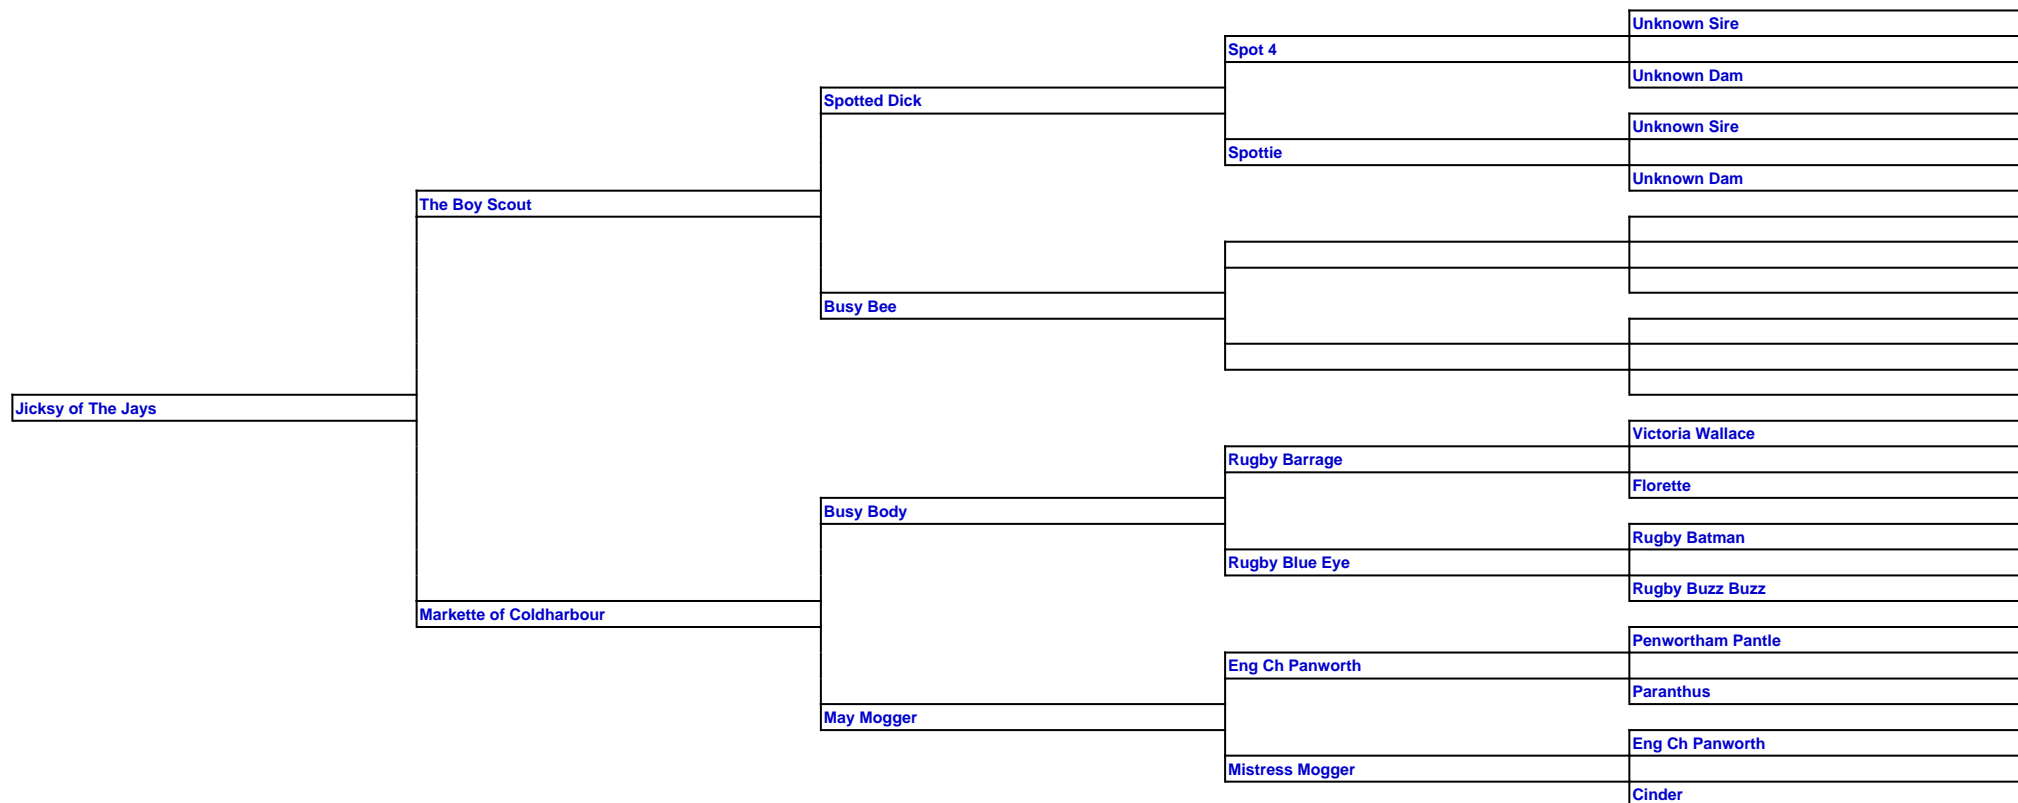 Unknown Sire
Spot 4
Unknown Dam
Spotted Dick
Unknown Sire
Spottie
Unknown Dam
The Boy Scout
Busy Bee
Jicksy of The Jays
Victoria Wallace
Rugby Barrage
Florette
Busy Body
Rugby Batman
Rugby Blue Eye
Rugby Buzz Buzz
Markette of Coldharbour
Penwortham Pantle
Eng Ch Panworth
Paranthus
May Mogger
Eng Ch Panworth
Mistress Mogger
Cinder